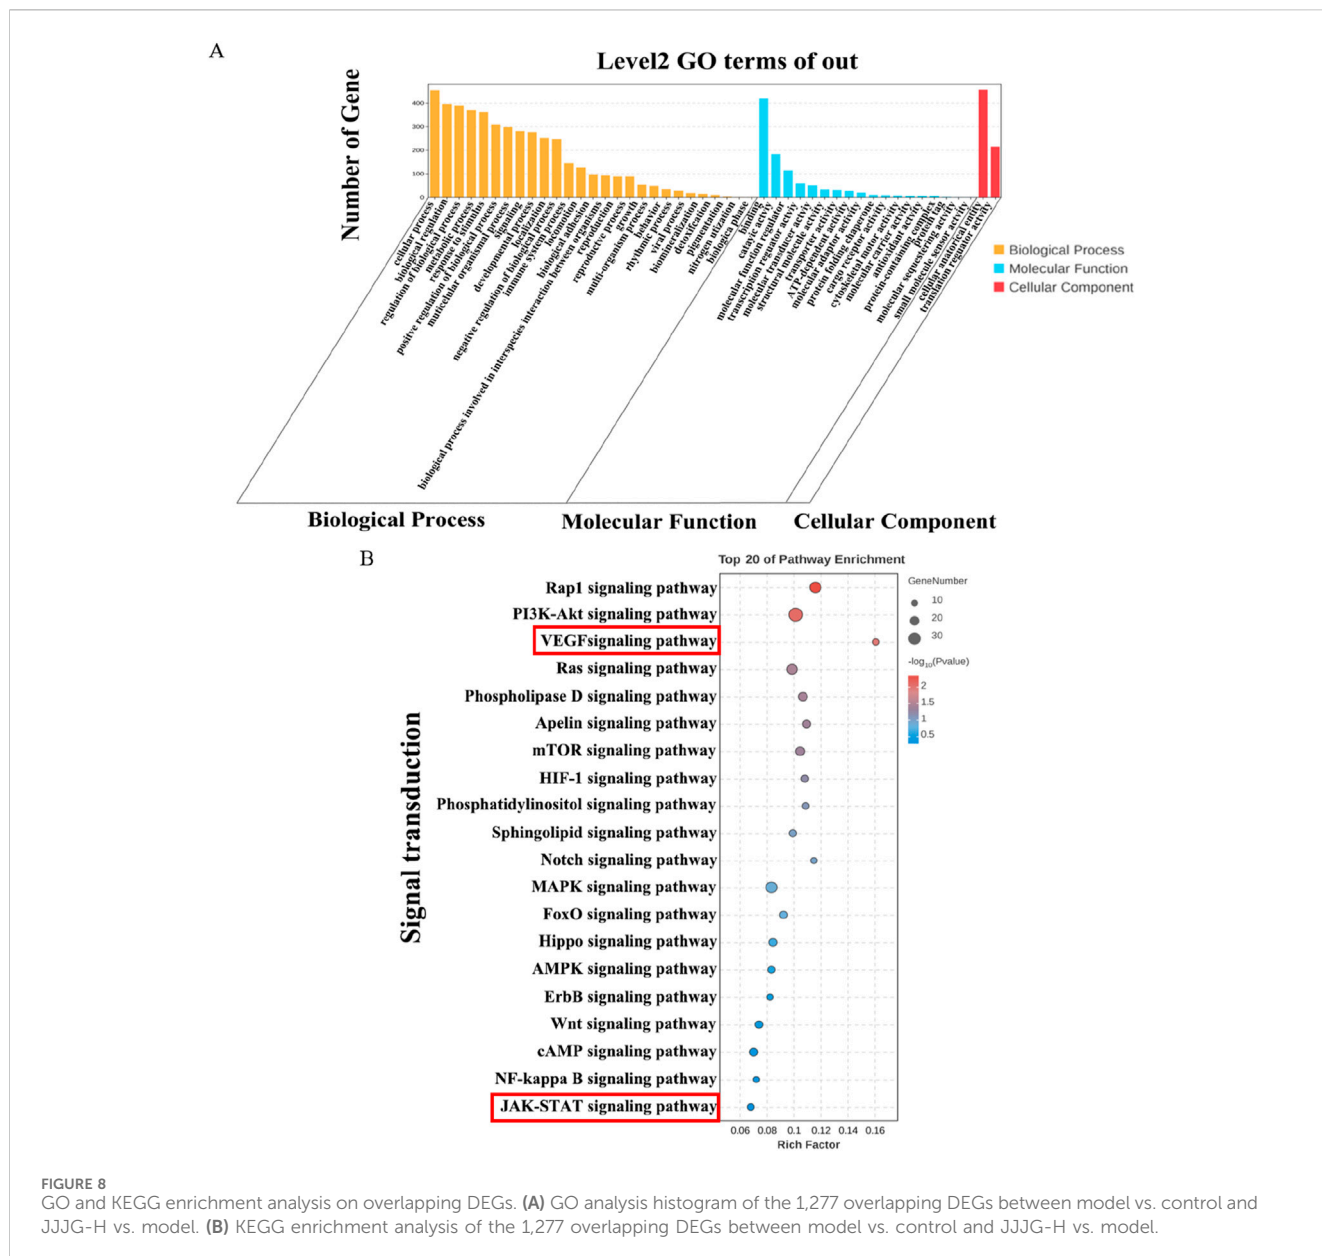 A
Level2 GO terms of out
Number of Gene
400
300
200
100
0
cellular process
biological regulation
regulation of biological process
metabolic process
response to stimulus
positve regulation of biological process
muticellular organismal process
signaling
developmental process
localization
negative regulation of biological process
immune system process
locomotion
biological adhesion
biological process involved in interspecies interaction between organisms
reproduction
reproductve process
growth
multi-organism process
behavior
rhythmic process
viral process
biomineralization
detoxification
pigmentation
nitrogen utization
biologica phase
binding
catayic activity
molecular function regulator
transcription reguator activiy
molecular transducer activiy
structural molecule activity
transporter activity
ATP-dependent activity
molecular adaptor activity
protein folding chaperone
cargo receptor activity
cytoskeletal motor activity
molecular carrier activity
antioxidant activity
protein-containing complex
protein tag
molecular sequestering activity
small molecule sensor activity
cellular anatomical entity
translation reguator activity
Biological Process
Molecular Function
Cellular Component
Biological Process
Molecular Function
Cellular Component
B
Top 20 of Pathway Enrichment
Signal transduction
Rap1 signaling pathway
PI3K-Akt signaling pathway
VEGFsignaling pathway
Ras signaling pathway
Phospholipase D signaling pathway
Apelin signaling pathway
mTOR signaling pathway
HIF-1 signaling pathway
Phosphatidylinositol signaling pathway
Sphingolipid signaling pathway
Notch signaling pathway
MAPK signaling pathway
FoxO signaling pathway
Hippo signaling pathway
AMPK signaling pathway
ErbB signaling pathway
Wnt signaling pathway
cAMP signaling pathway
NF-kappa B signaling pathway
JAK-STAT signaling pathway
0.06 0.08 0.1 0.12 0.14 0.16
Rich Factor
GeneNumber
10
20
30
-log10(Pvalue)
2
1.5
1
0.5
FIGURE 8
GO and KEGG enrichment analysis on overlapping DEGs. (A) GO analysis histogram of the 1,277 overlapping DEGs between model vs. control and
JJJG-H vs. model. (B) KEGG enrichment analysis of the 1,277 overlapping DEGs between model vs. control and JJJG-H vs. model.